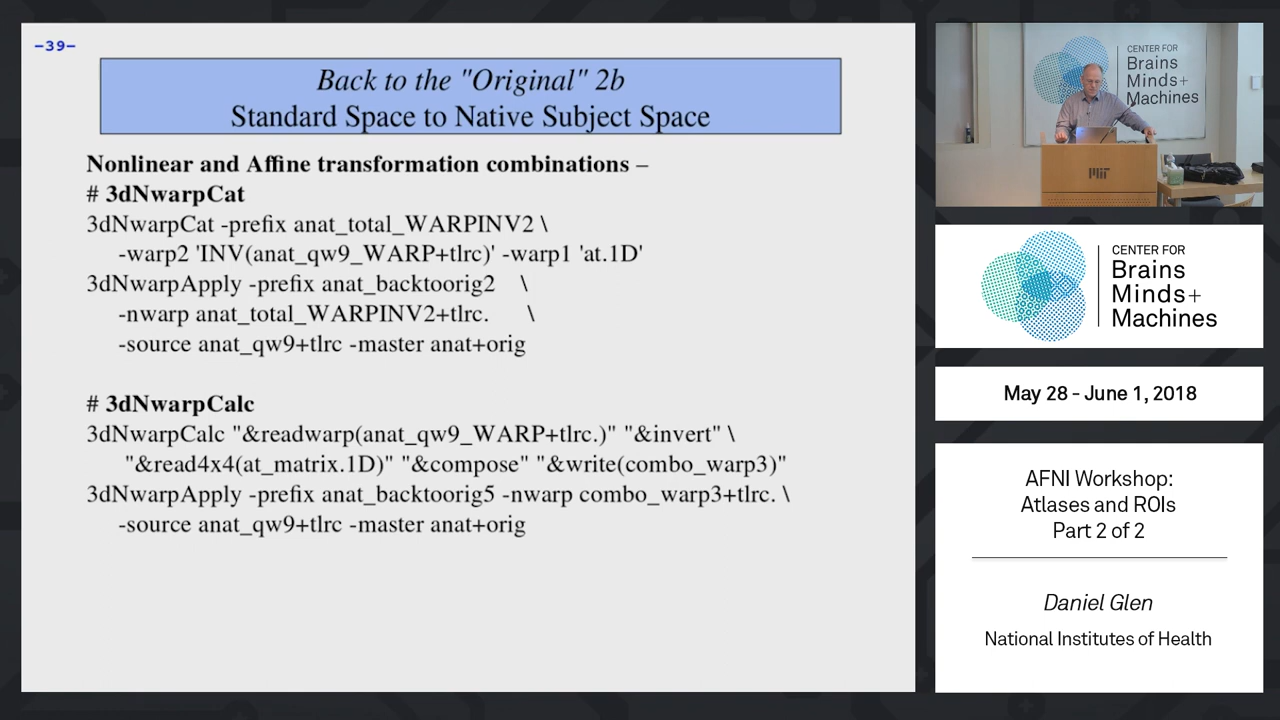 -39-
Back to the "Original" 2b
Standard Space to Native Subject Space
Nonlinear and Affine transformation combinations –
# 3dNwarpCat
3dNwarpCat -prefix anat_total_WARPINV2 \
-warp2 'INV(anat_qw9_WARP+tlrc)' -warp1 'at.1D'
3dNwarpApply -prefix anat_backtoorig2 \
-nwarp anat_total_WARPINV2+tlrc. \
-source anat_qw9+tlrc -master anat+orig
# 3dNwarpCalc
3dNwarpCalc "&readwarp(anat_qw9_WARP+tlrc.)" "&invert" \
"&read4x4(at_matrix.1D)" "&compose" "&write(combo_warp3)"
3dNwarpApply -prefix anat_backtoorig5 -nwarp combo_warp3+tlrc. \
-source anat_qw9+tlrc -master anat+orig
CENTER FOR
Brains
Minds+
Machines
MIT
CENTER FOR
Brains
Minds+
Machines
May 28 - June 1, 2018
AFNI Workshop:
Atlases and ROIs
Part 2 of 2
Daniel Glen
National Institutes of Health